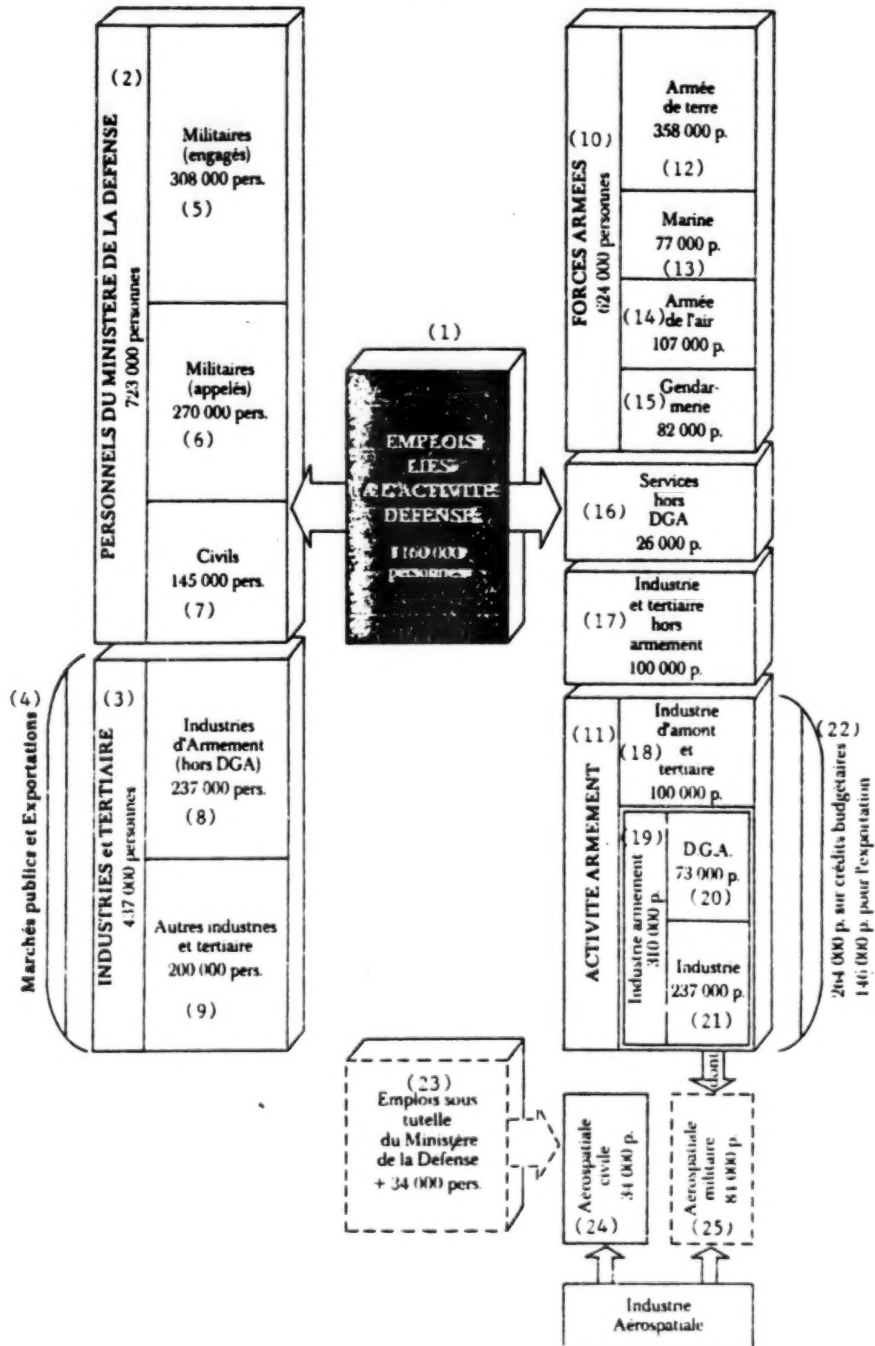 (2)
PERSONNELS DU MINISTERE DE LA DEFENSE
723 000 personnes
Militaires
(engagés)
308 000 pers.
(5)
Militaires
(appelés)
270 000 pers.
(6)
Civils
145 000 pers.
(7)
(4)
Marchés publics et Exportations
(3)
INDUSTRIES et TERTIAIRE
437 000 personnes
Industries
d'Armement
(hors DGA)
237 000 pers.
(8)
Autres industries
et tertiaire
200 000 pers.
(9)
(1)
EMPLOIS
LIES
A L'ACTIVITE
DEFENSE
1 160 000
personnes
(10)
FORCES ARMEES
624 000 personnes
Armée
de terre
358 000 p.
(12)
Marine
77 000 p.
(13)
(14)
Armée
de l'air
107 000 p.
(15)
Gendar-
merie
82 000 p.
(16)
Services
hors
DGA
26 000 p.
(17)
Industrie
et tertiaire
hors
armement
100 000 p.
(11)
ACTIVITE ARMEMENT
(18)
Industrie
d'amont
et
tertiaire
100 000 p.
(19)
Industrie armement
310 000 p.
D.G.A.
73 000 p.
(20)
Industrie
237 000 p.
(21)
(22)
264 000 p. sur crédits budgétaires
146 000 p. pour l'exportation
dont
(23)
Emplois sous
tutelle
du Ministère
de la Defense
+ 34 000 pers.
Aérospatiale
civile
34 000 p.
(24)
Aérospatiale
militaire
(25)
Industrie
Aérospatiale